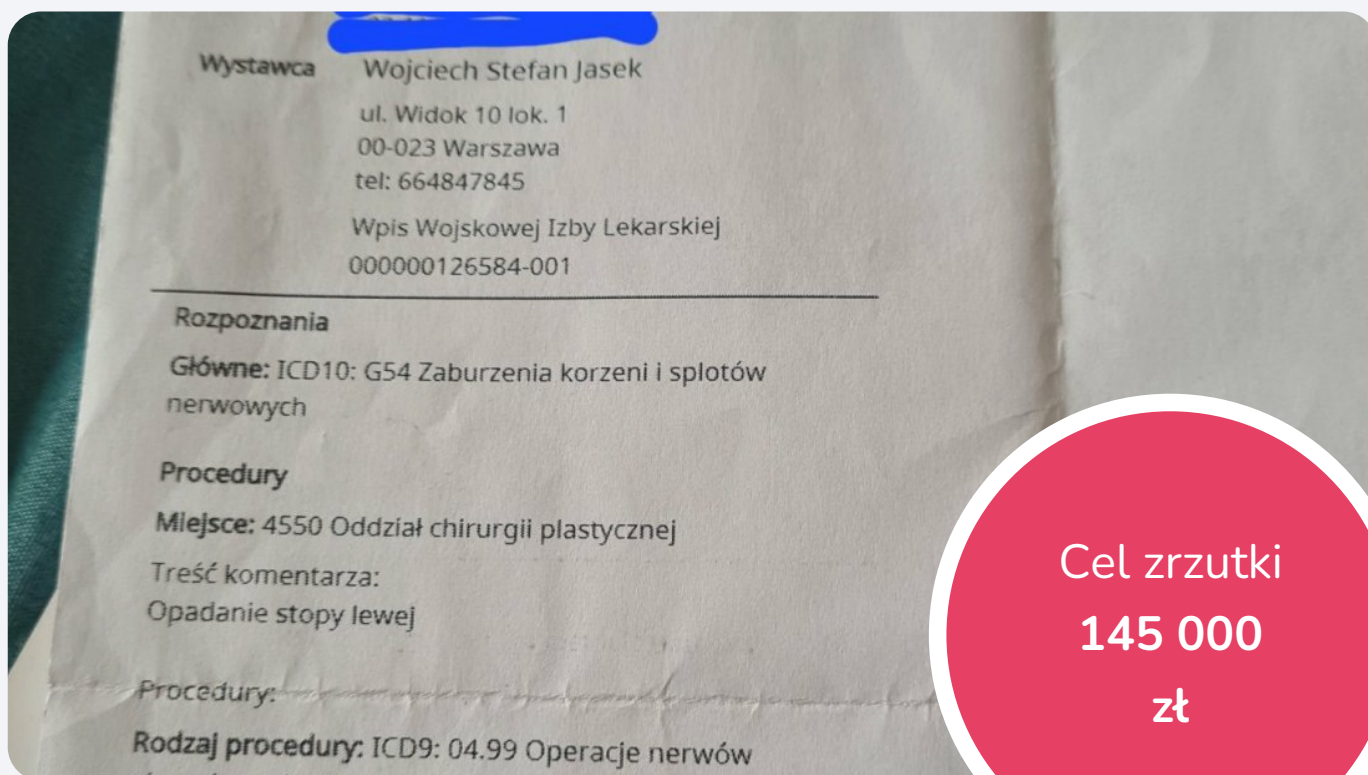 Wystawca Wojciech Stefan Jasek
ul. Widok 10 lok. 1
00-023 Warszawa
tel: 664847845
Wpis Wojskowej Izby Lekarskiej
000000126584-001
Rozpoznania
Główne: ICD10: G54 Zaburzenia korzeni i splotów
nerwowych
Procedury
Miejsce: 4550 Oddział chirurgii plastycznej
Treść komentarza:
Opadanie stopy lewej
Procedury:
Rodzaj procedury: ICD9: 04.99 Operacje nerwów
Cel zrzutki
145 000
zł